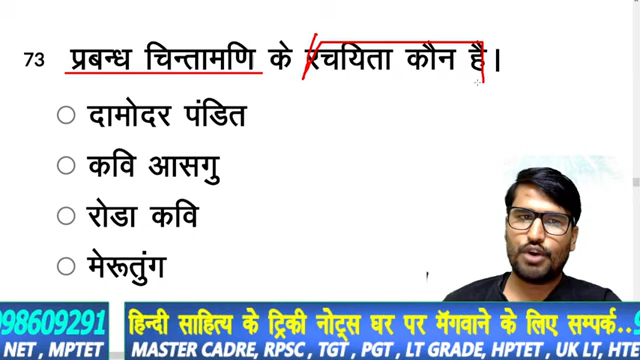 73 प्रबन्ध चिन्तामणि के रचयिता कौन है।
दामोदर पंडित
कवि आसगु
रोडा कवि
मेरूतुंग
998609291 हिन्दी साहित्य के ट्रिकी नोट्स घर पर मॅगवाने के लिए सम्पर्क..
NET, MPTET MASTER CADRE, RPSC, TGT, PGT, LT GRADE, HPTET, UK LT, HTE